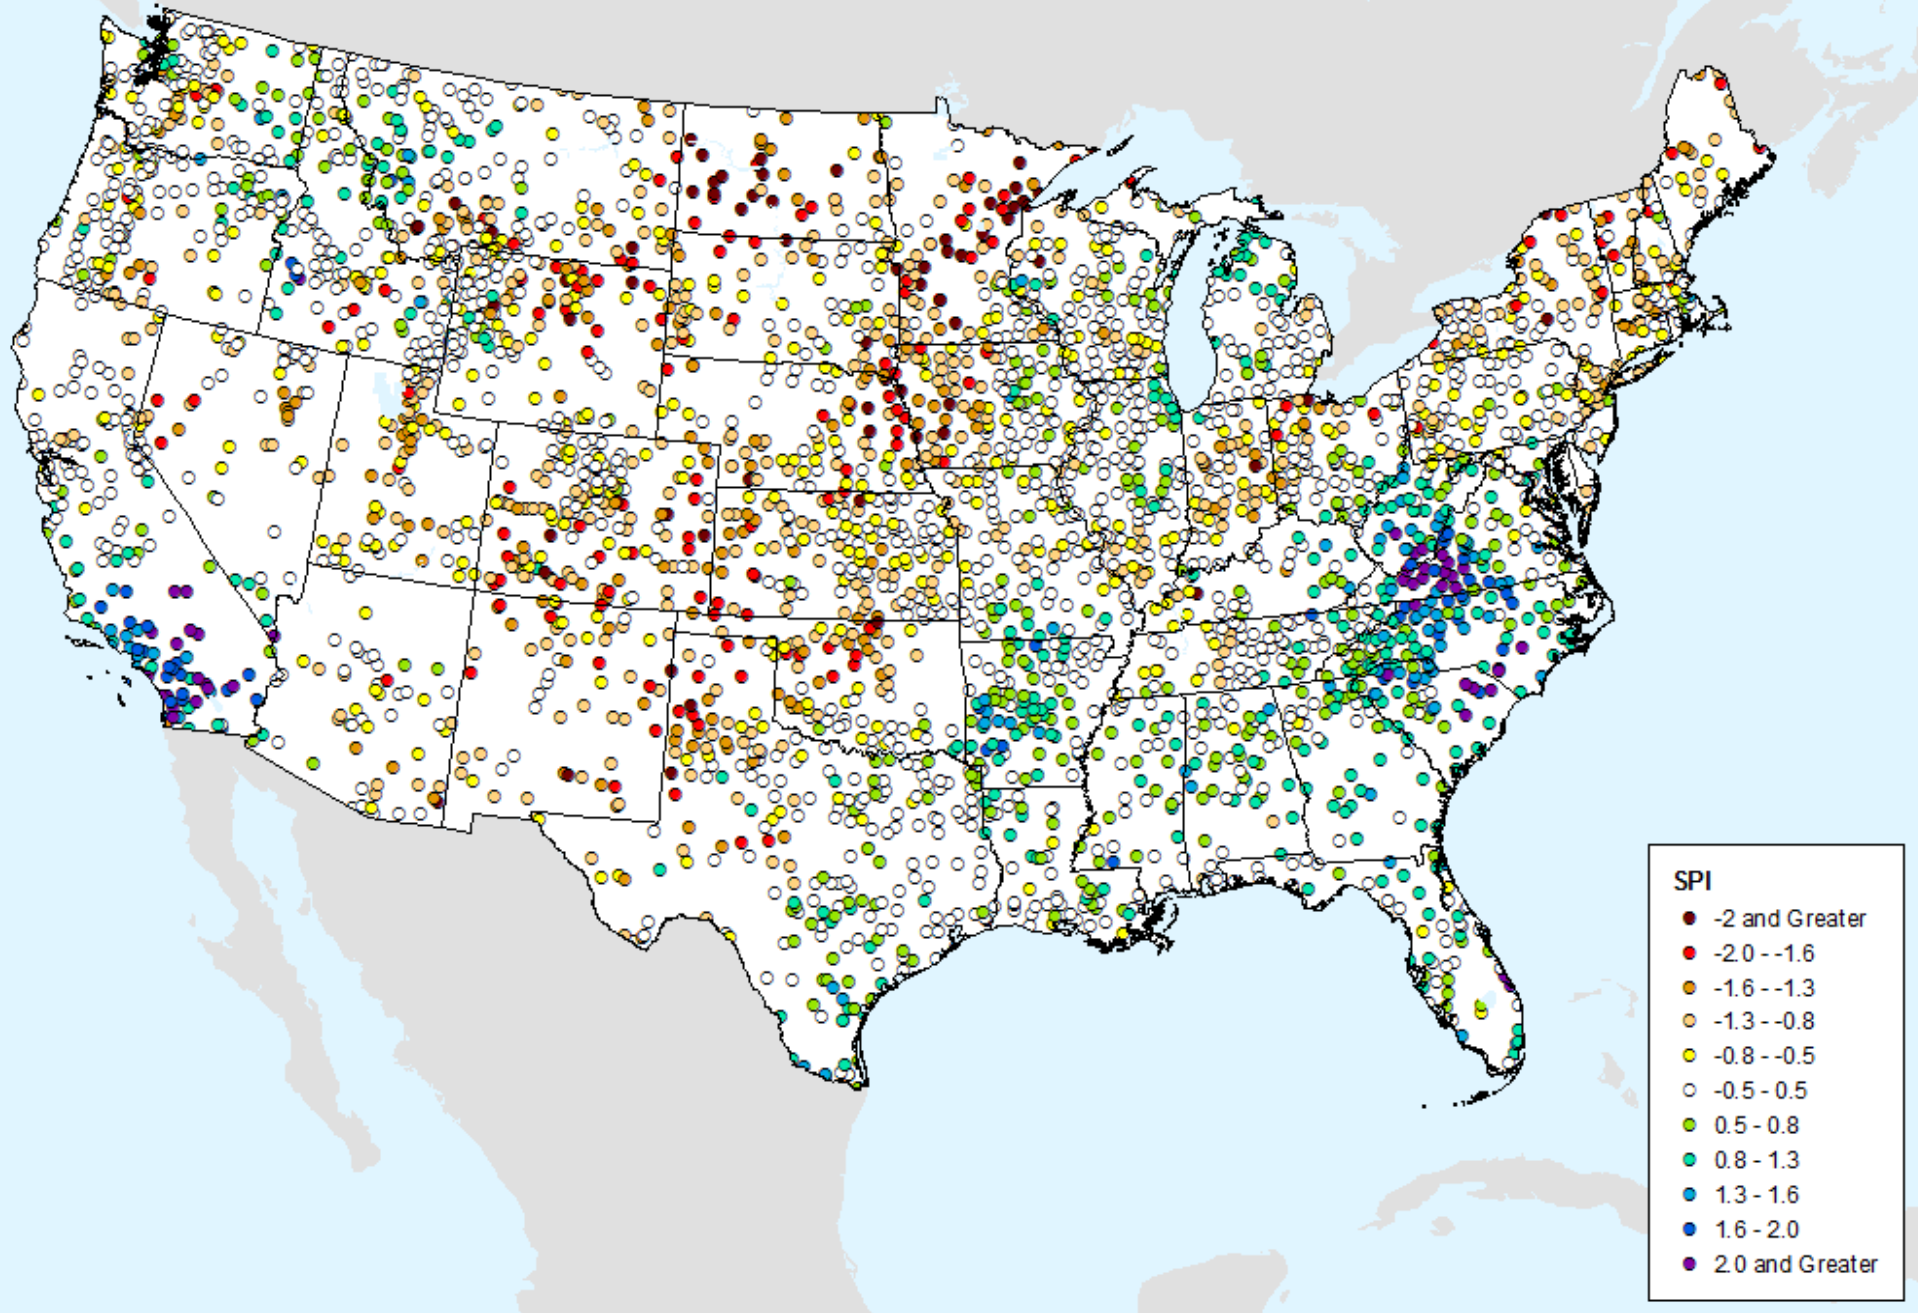 SPI
-2 and Greater
-2.0 - -1.6
-1.6 - -1.3
-1.3 - -0.8
-0.8 - -0.5
-0.5 - 0.5
0.5 - 0.8
0.8 - 1.3
1.3 - 1.6
1.6 - 2.0
2.0 and Greater